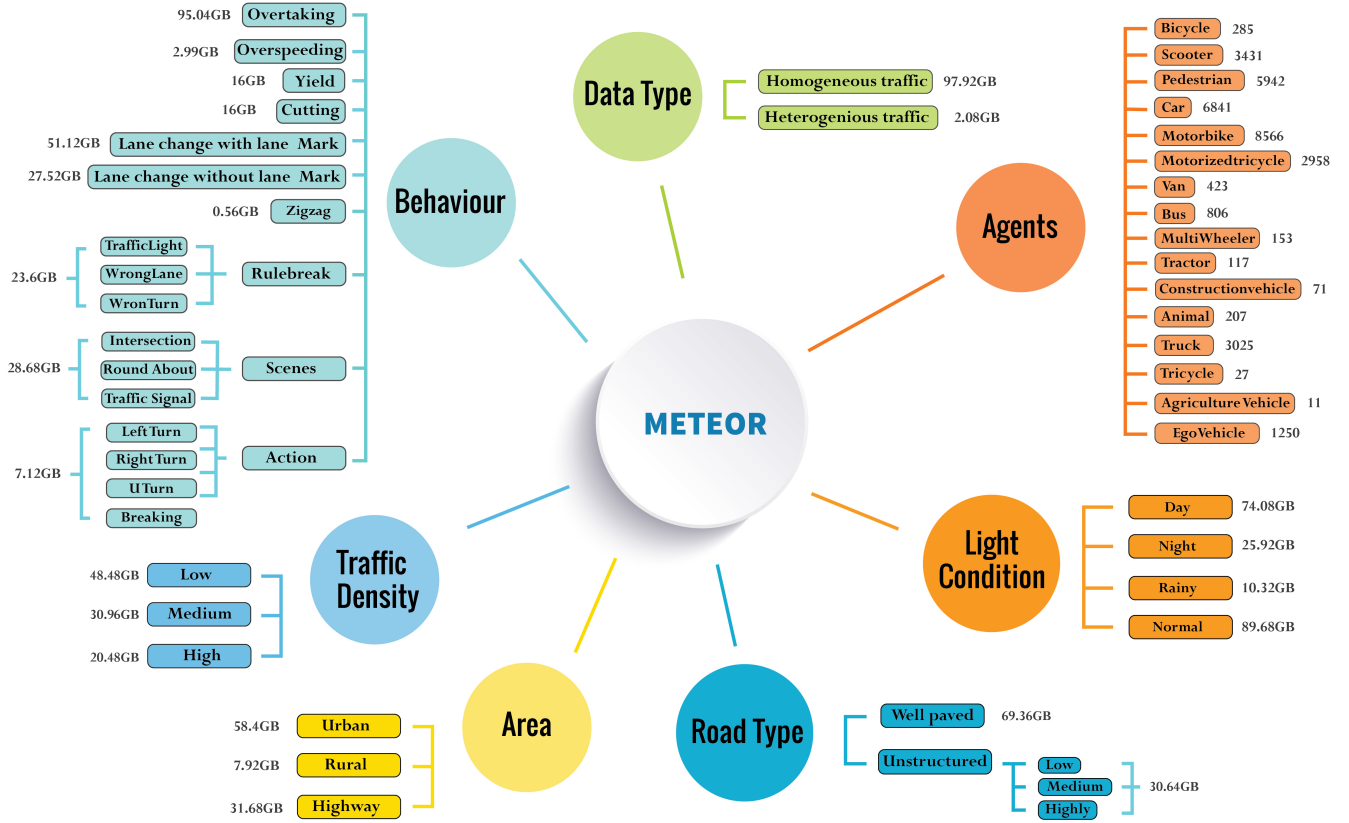 95.04GB Overtaking
2.99GB Overspeeding
16GB Yield
16GB Cutting
51.12GB Lane change with lane Mark
27.52GB Lane change without lane Mark
0.56GB Zigzag
TrafficLight
23.6GB WrongLane Rulebreak
WronTurn
Intersection
28.68GB Round About Scenes
Traffic Signal
Left Turn
Right Turn Action
7.12GB
U Turn
Breaking
Behaviour
Data Type
Homogeneous traffic 97.92GB
Heterogenious traffic 2.08GB
Agents
Bicycle 285
Scooter 3431
Pedestrian 5942
Car 6841
Motorbike 8566
Motorizedtricycle 2958
Van 423
Bus 806
MultiWheeler 153
Tractor 117
Constructionvehicle 71
Animal 207
Truck 3025
Tricycle 27
Agriculture Vehicle 11
EgoVehicle 1250
METEOR
Light
Condition
Day 74.08GB
Night 25.92GB
Rainy 10.32GB
Normal 89.68GB
Traffic
Density
48.48GB Low
30.96GB Medium
20.48GB High
Area
58.4GB Urban
7.92GB Rural
31.68GB Highway
Road Type
Well paved 69.36GB
Unstructured
Low
Medium 30.64GB
Highly